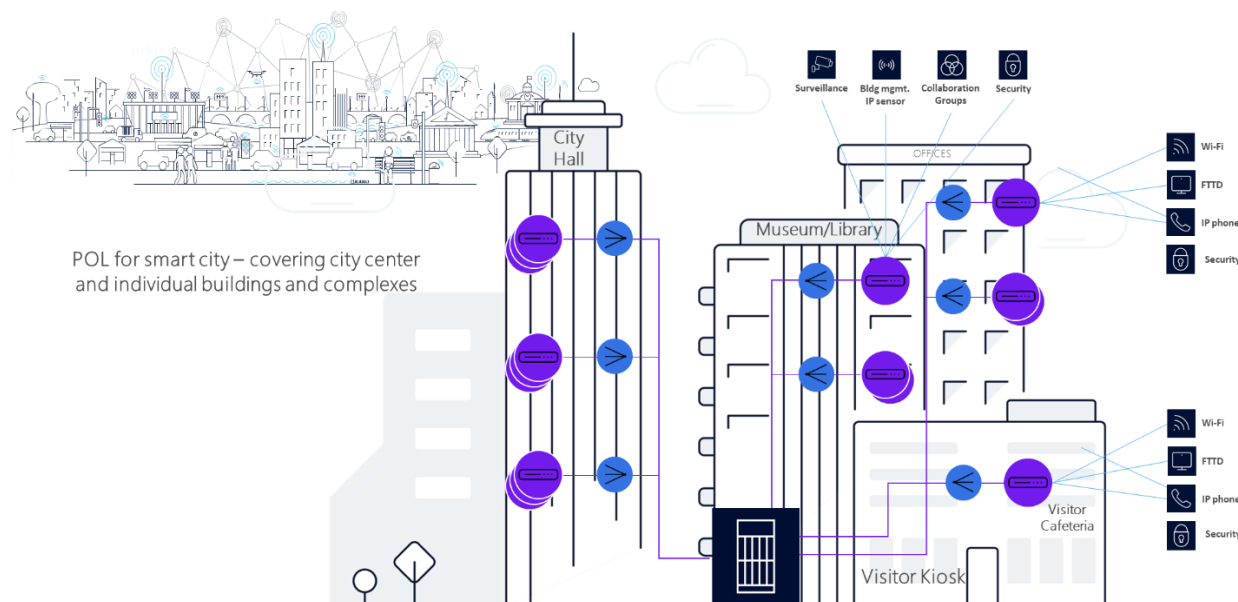 Surveillance
Bldg mgmt.
IP sensor
Collaboration
Groups
Security
City
Hall
OFFICES
Wi-Fi
FTTD
IP phone
Security
Museum/Library
POL for smart city – covering city center
and individual buildings and complexes
Wi-Fi
FTTD
IP phone
Security
Visitor
Cafeteria
Visitor Kiosk